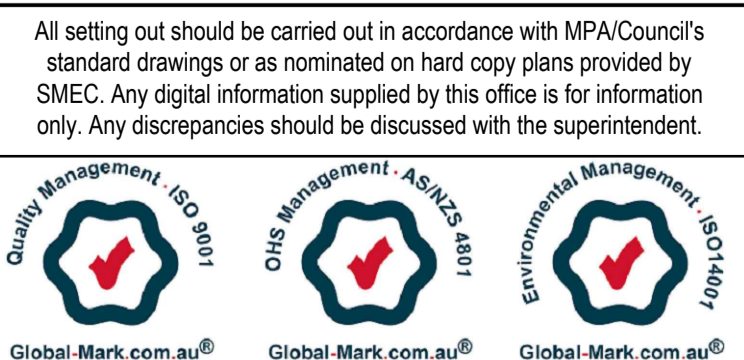 All setting out should be carried out in accordance with MPA/Council's
standard drawings or as nominated on hard copy plans provided by
SMEC. Any digital information supplied by this office is for information
only. Any discrepancies should be discussed with the superintendent.
Quality Management · ISO 9001
Global-Mark.com.au®
OHS Management · AS/NZS 4801
Global-Mark.com.au®
Environmental Management · ISO14001
Global-Mark.com.au®